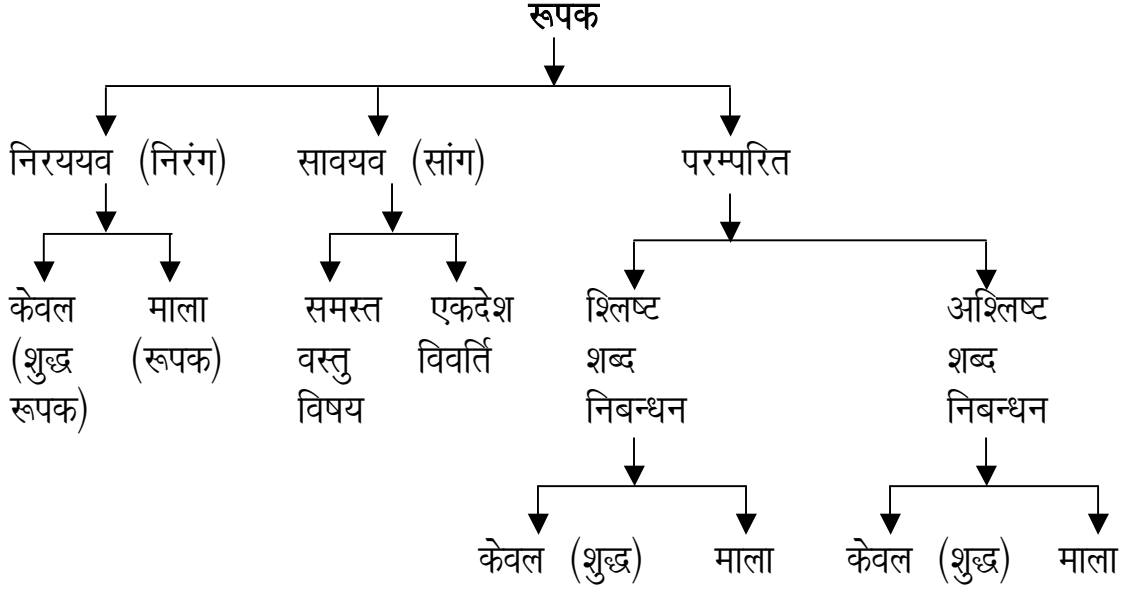 रूपक
निरययव (निरंग) सावयव (सांग) परम्परित
केवल माला समस्त एकदेश श्लिष्ट अश्लिष्ट
(शुद्ध (रूपक) वस्तु विवर्ति शब्द शब्द
रूपक) विषय निबन्धन निबन्धन
केवल (शुद्ध) माला केवल (शुद्ध) माला